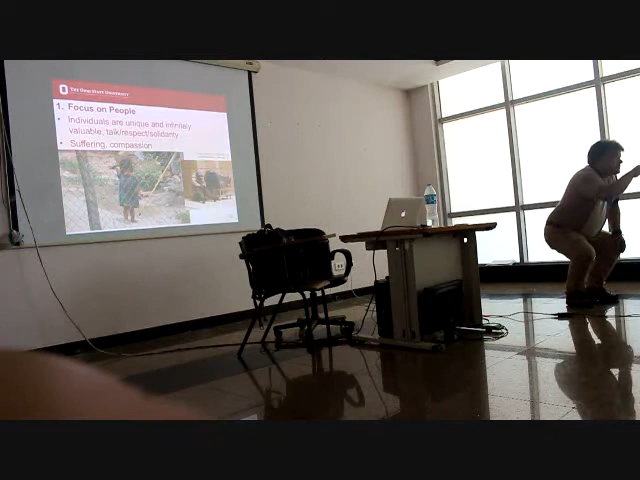 THE OHIO STATE UNIVERSITY
1. Focus on People
• Individuals are unique and infinitely
valuable, talk/respect/solidarity
• Suffering, compassion